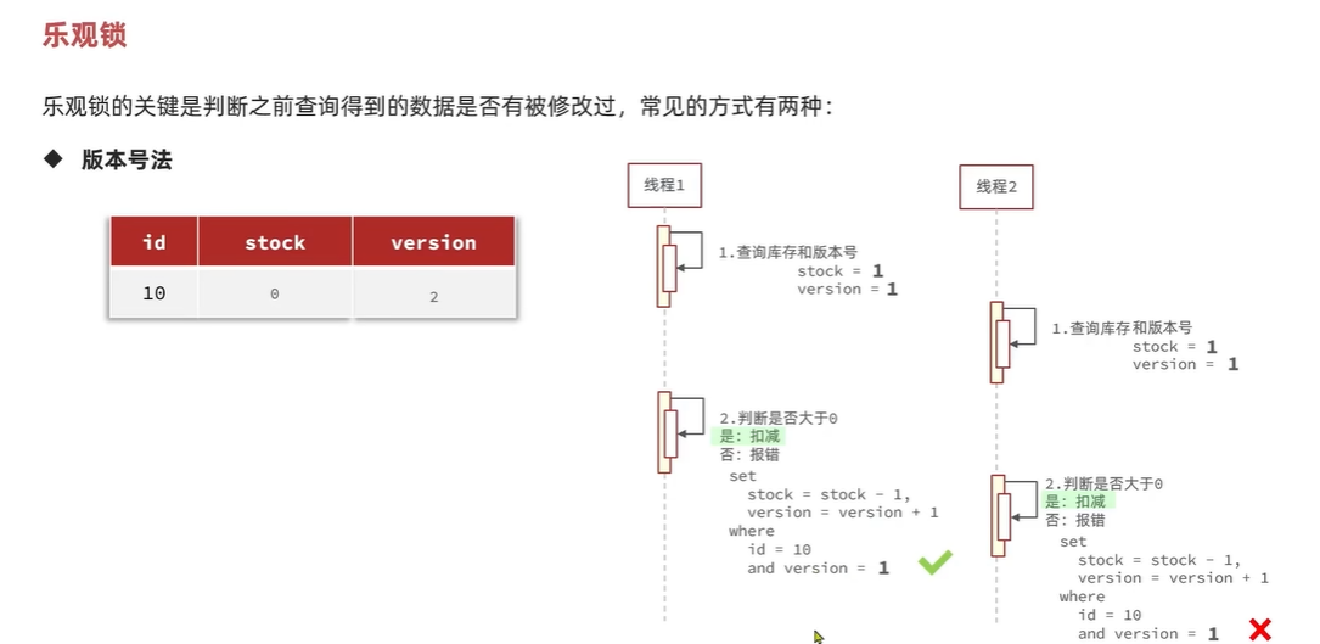 乐观锁
乐观锁的关键是判断之前查询得到的数据是否有被修改过，常见的方式有两种：
◆ 版本号法
id stock version
10 0 2
线程1
1.查询库存和版本号
stock = 1
version = 1
2.判断是否大于0
是：扣减
否：报错
set
stock = stock - 1,
version = version + 1
where
id = 10
and version = 1
线程2
1.查询库存和版本号
stock = 1
version = 1
2.判断是否大于0
是：扣减
否：报错
set
stock = stock - 1,
version = version + 1
where
id = 10
and version = 1